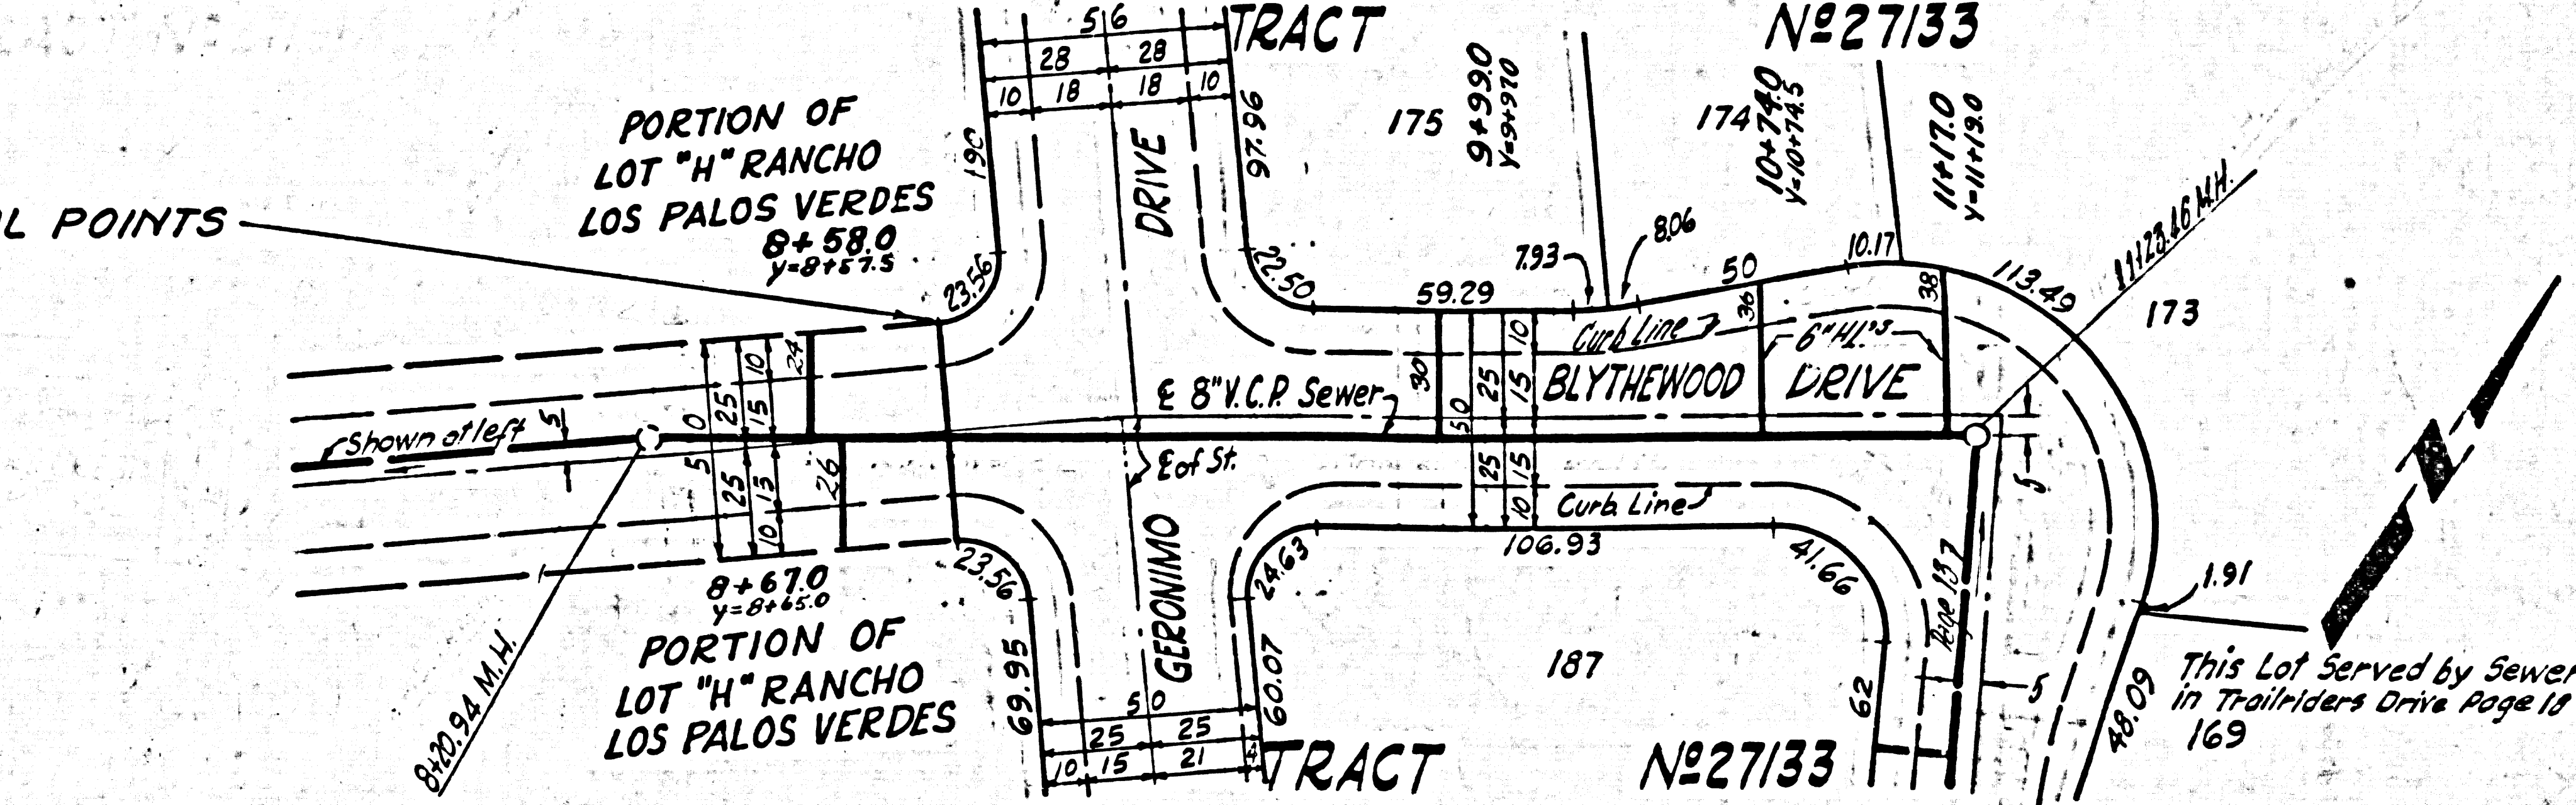 TRACT
Nº27133
56
28 28
10 18 18 10
PORTION OF
LOT "H" RANCHO
LOS PALOS VERDES
8+58.0
Y=8+57.5
L POINTS
190
DRIVE
97.96
175
9+99.0
Y=9+97.0
174
10+74.0
Y=10+74.5
11+17.0
Y=11+19.0
11+23.46 M.H.
23.56
22.50
59.29
7.93
8.06
50
10.17
113.49
173
Shown at left
5
50
25
25
10
15
15
10
24
26
℄ 8" V.C.P. Sewer
30
50
25
25
10
15
15
10
Curb Line
36
6" H.L.'s
38
BLYTHEWOOD DRIVE
5
℄ of St.
Curb Line
8+67.0
Y=8+65.0
PORTION OF
LOT "H" RANCHO
LOS PALOS VERDES
8+20.94 M.H.
23.56
69.95
GERONIMO
24.63
60.07
106.93
41.66
187
62
Page 137
5
1.91
48.09
This Lot Served by Sewer
in Trailriders Drive Page 18
169
50
25 25
10 15 21 4
TRACT
Nº27133
N